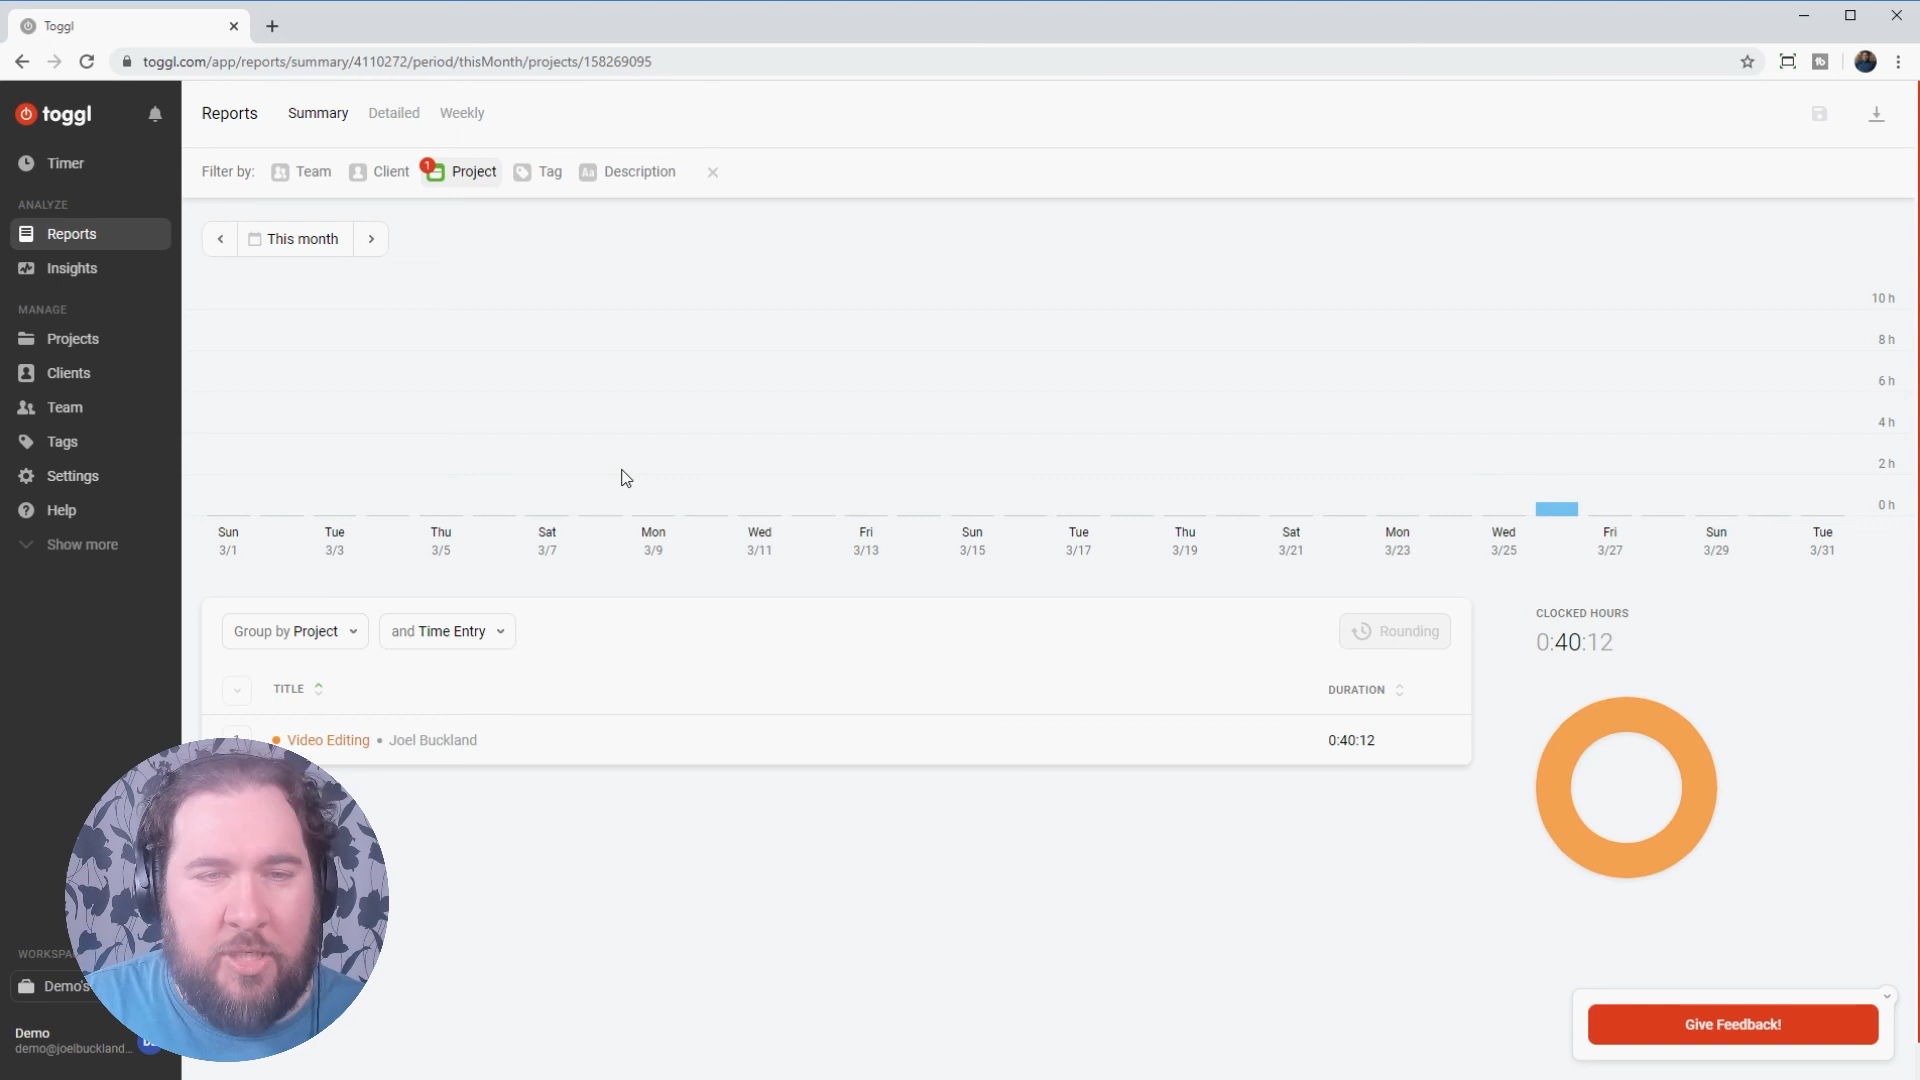 Toggl
toggl.com/app/reports/summary/4110272/period/thisMonth/projects/158269095
toggl
Reports Summary Detailed Weekly
Timer
Filter by: Team Client 1 Project Tag Aa Description
ANALYZE
Reports
This month
Insights
10 h
MANAGE
Projects
8 h
Clients
6 h
Team
4 h
Tags
2 h
Settings
0 h
Help
Sun Tue Thu Sat Mon Wed Fri Sun Tue Thu Sat Mon Wed Fri Sun Tue
3/1 3/3 3/5 3/7 3/9 3/11 3/13 3/15 3/17 3/19 3/21 3/23 3/25 3/27 3/29 3/31
Show more
CLOCKED HOURS
0:40:12
Group by Project and Time Entry Rounding
TITLE DURATION
Video Editing • Joel Buckland 0:40:12
Demo's
Demo
demo@joelbuckland...
Give Feedback!